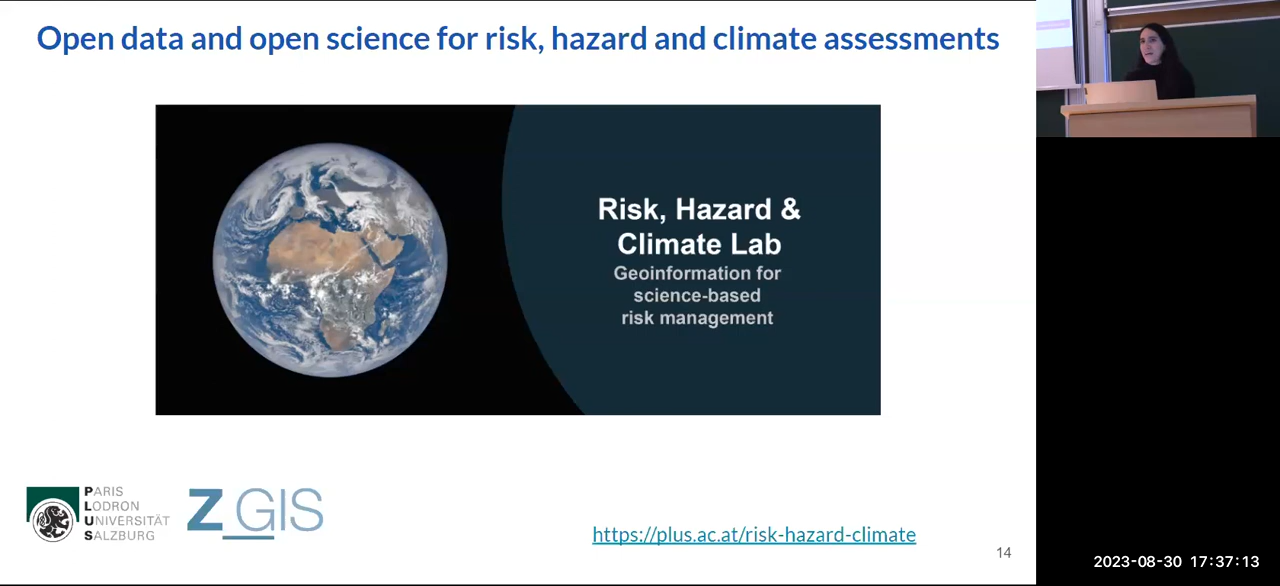 Open data and open science for risk, hazard and climate assessments
Risk, Hazard &
Climate Lab
Geoinformation for
science-based
risk management
PARIS
LODRON
UNIVERSITÄT
SALZBURG
Z_GIS
https://plus.ac.at/risk-hazard-climate
14
2023-08-30 17:37:13